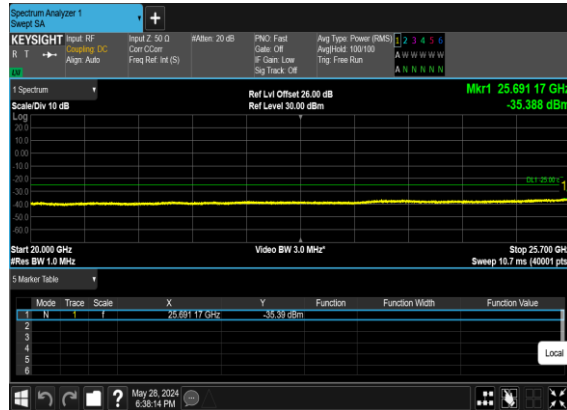 Spectrum Analyzer 1
Swept SA
KEYSIGHT Input: RF Input Z: 50 Ω #Atten: 20 dB PNO: Fast Avg Type: Power (RMS) 1 2 3 4 5 6
R T Coupling: DC Corr CCorr Gate: Off Avg|Hold: 100/100 A W W W W W
Align: Auto Freq Ref: Int (S) IF Gain: Low Trig: Free Run
Sig Track: Off A N N N N N
1 Spectrum Ref Lvl Offset 26.00 dB Mkr1 25.691 17 GHz
Scale/Div 10 dB Ref Level 30.00 dBm -35.388 dBm
Log
20.0
10.0
0.00
-10.0
-20.0
DL1 -25.00
-30.0
1
-40.0
-50.0
-60.0
Start 20.000 GHz Video BW 3.0 MHz* Stop 25.700 GHz
#Res BW 1.0 MHz Sweep 10.7 ms (40001 pts)
5 Marker Table
Mode Trace Scale X Y Function Function Width Function Value
1 N 1 f 25.691 17 GHz -35.39 dBm
2
3
4
5
6
Local
? May 28, 2024
6:38:14 PM